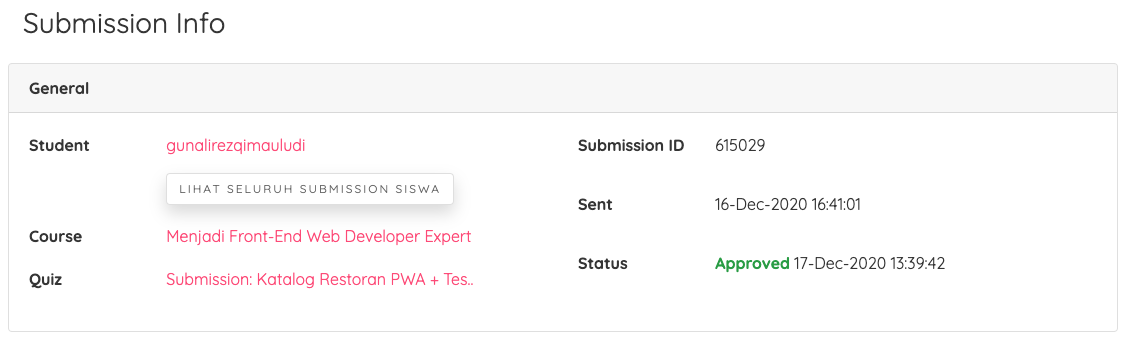 Submission Info
General
Student
gunalirezqimauludi
LIHAT SELURUH SUBMISSION SISWA
Course
Menjadi Front-End Web Developer Expert
Quiz
Submission: Katalog Restoran PWA + Tes..
Submission ID
615029
Sent
16-Dec-2020 16:41:01
Status
Approved 17-Dec-2020 13:39:42